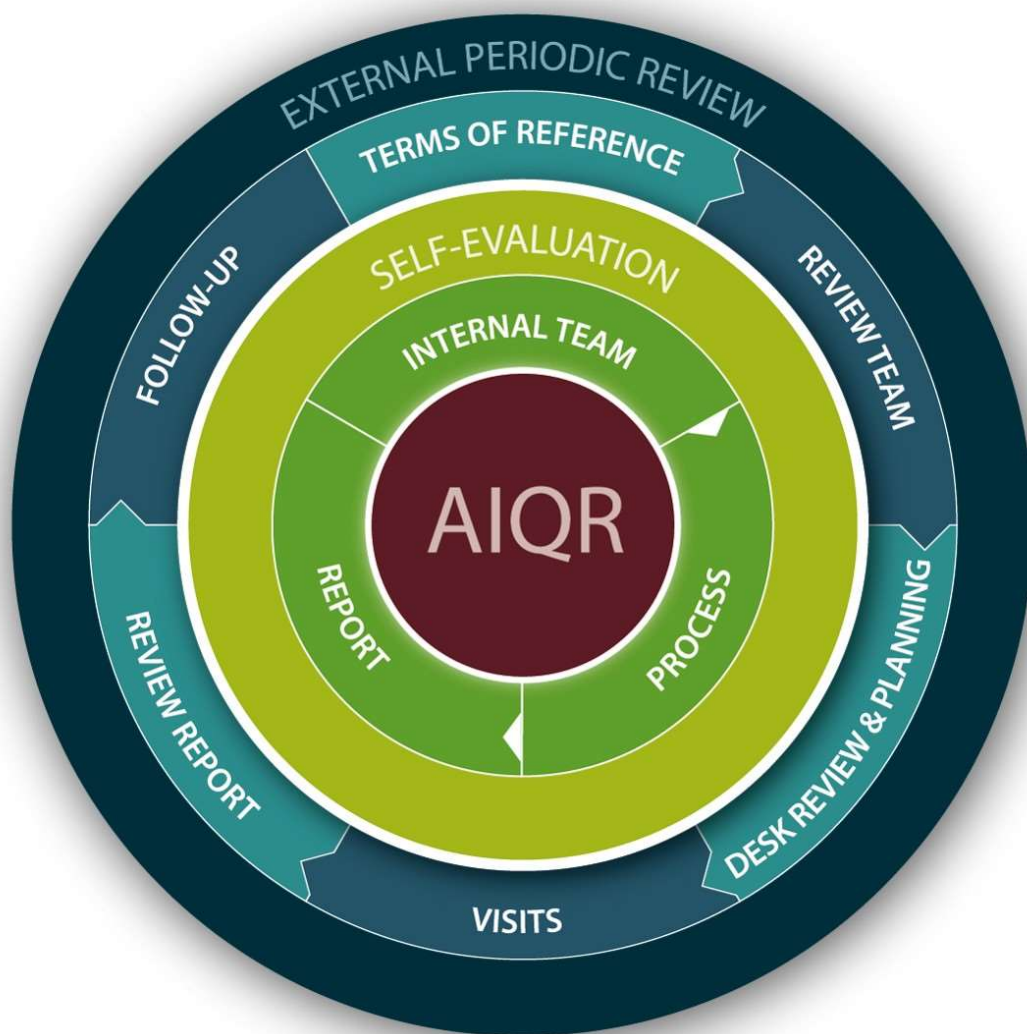 EXTERNAL PERIODIC REVIEW
TERMS OF REFERENCE
REVIEW TEAM
DESK REVIEW & PLANNING
VISITS
REVIEW REPORT
FOLLOW-UP
SELF-EVALUATION
INTERNAL TEAM
PROCESS
REPORT
AIQR